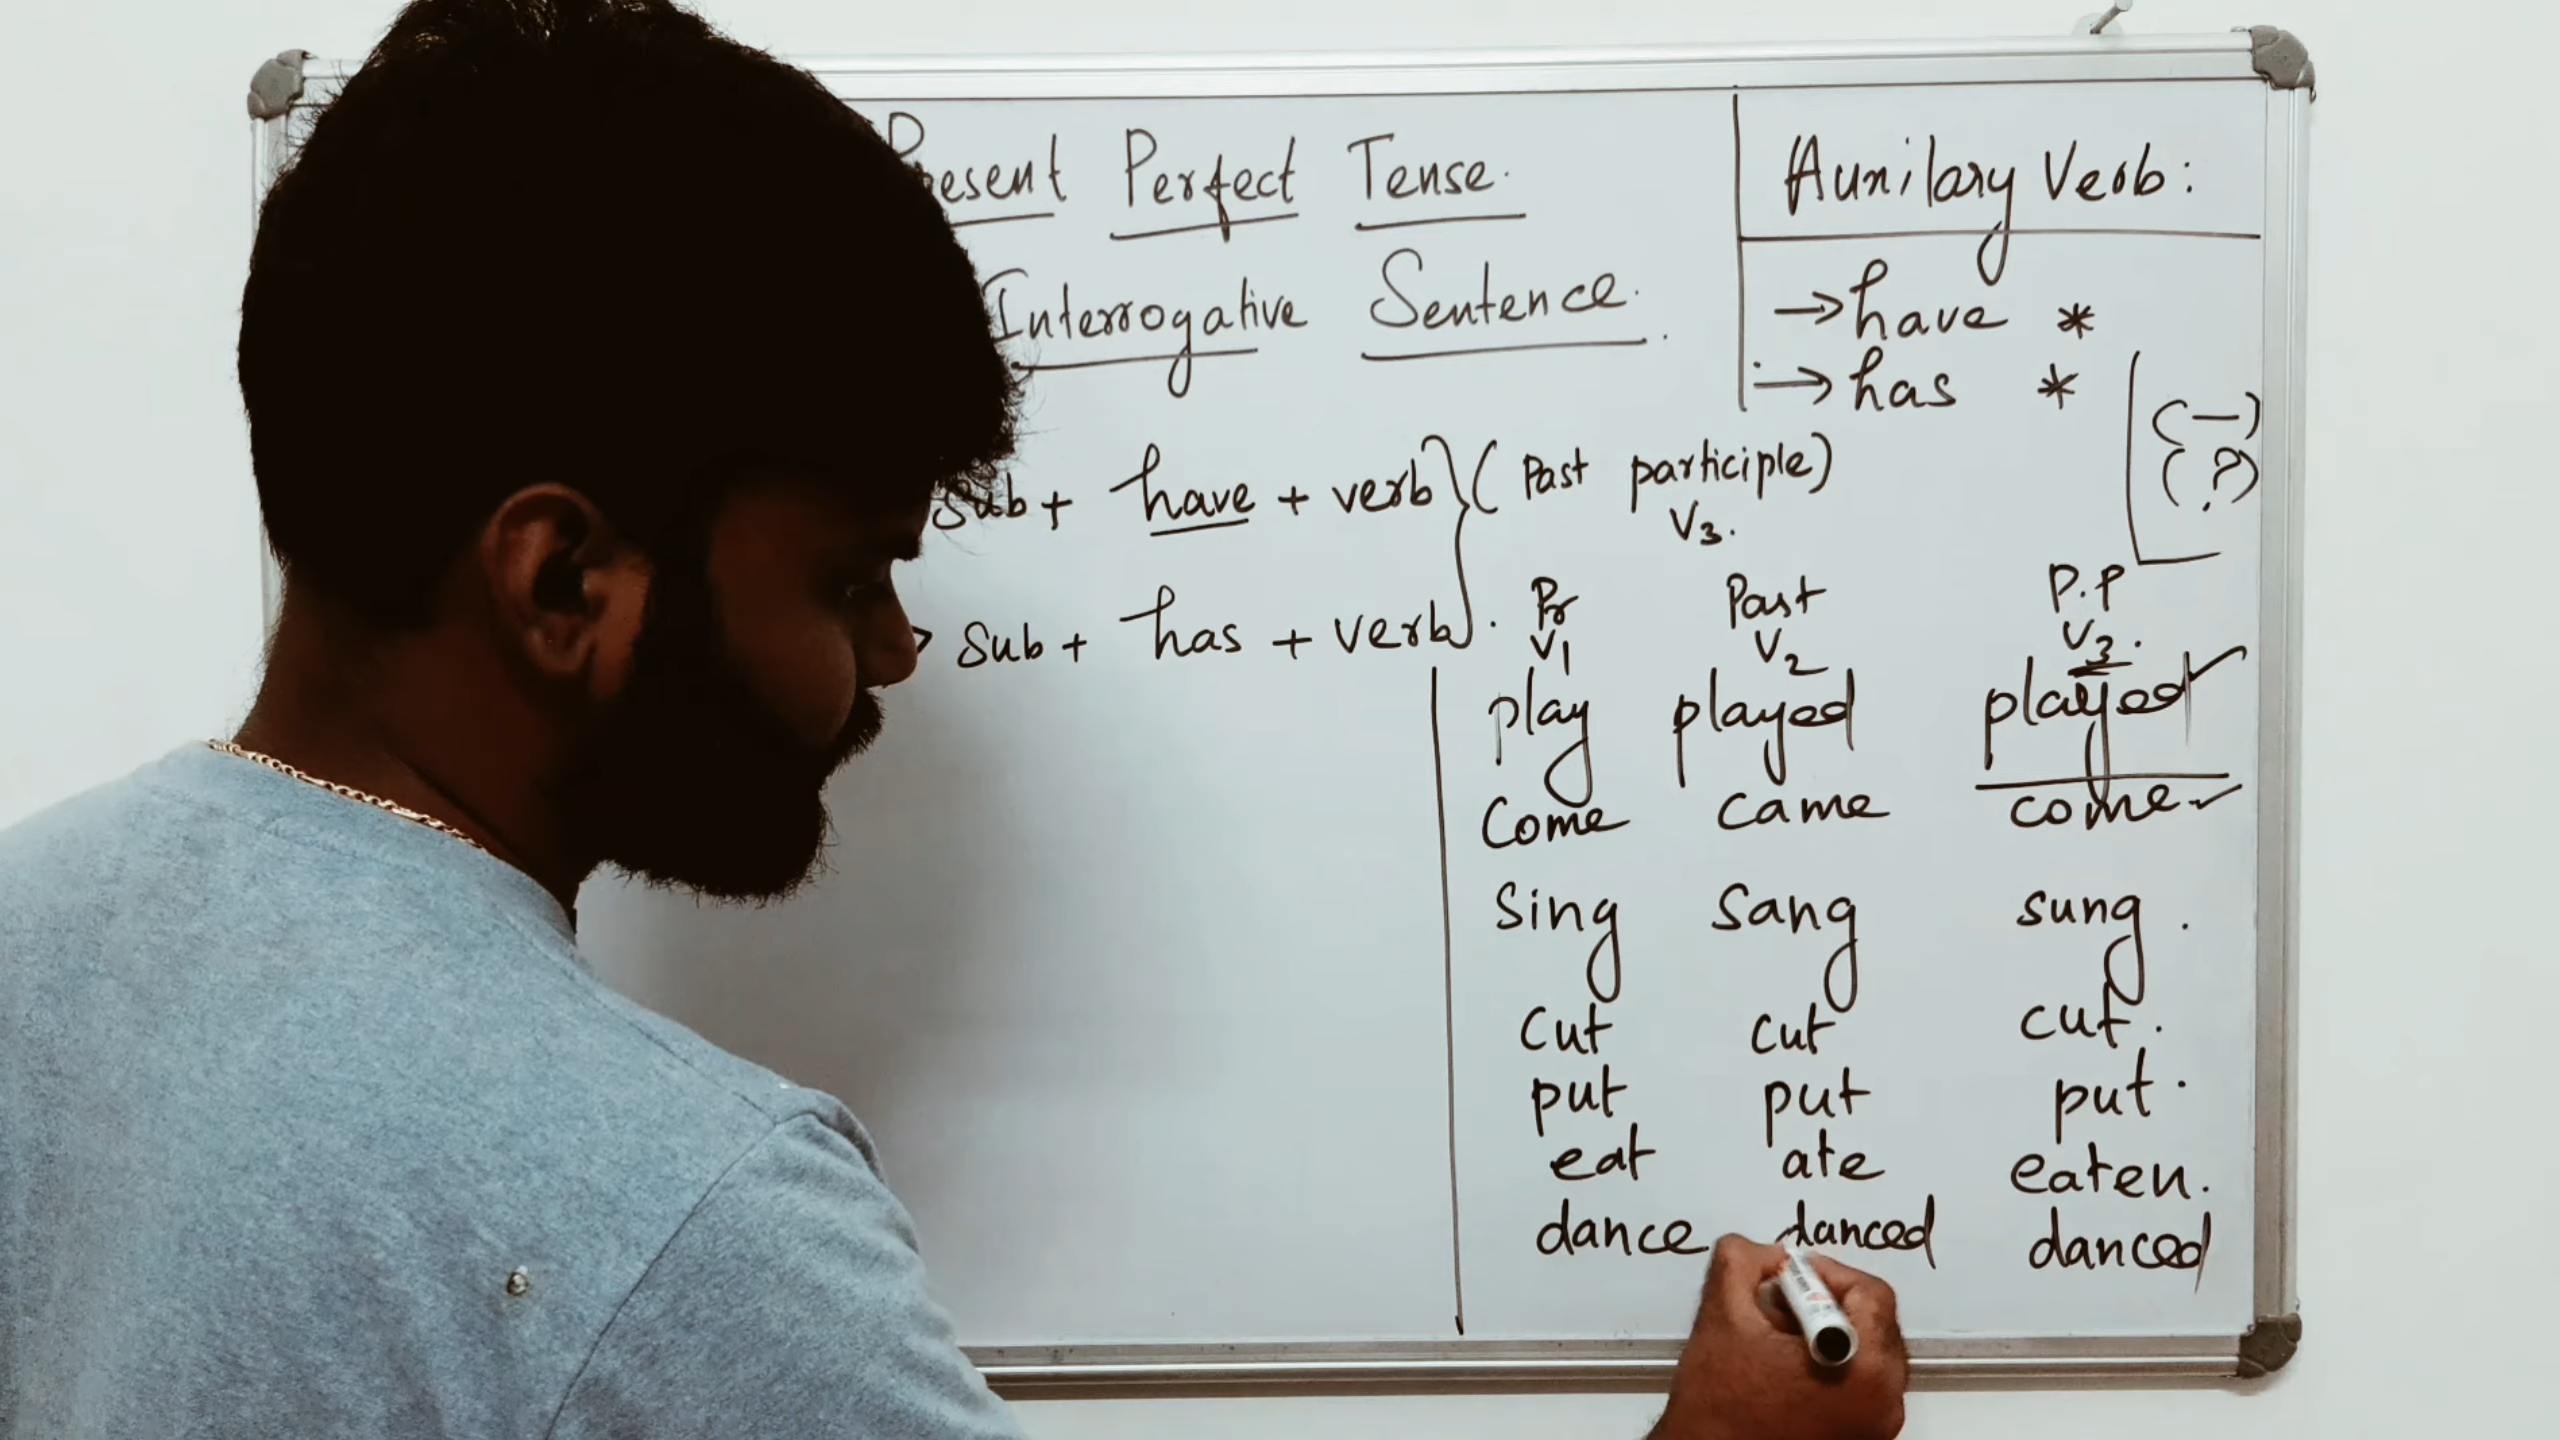 Present Perfect Tense.
Interrogative Sentence.
Auxilary Verb:
→ have *
→ has *
(—)
(?)
Sub + have + verb } (Past participle)
V3.
> Sub + has + verb.
Pr Past P.P
V1 V2 V3.
play played played ✓
Come came come ✓
Sing Sang sung.
Cut cut cut.
put put put.
eat ate eaten.
dance danced danced